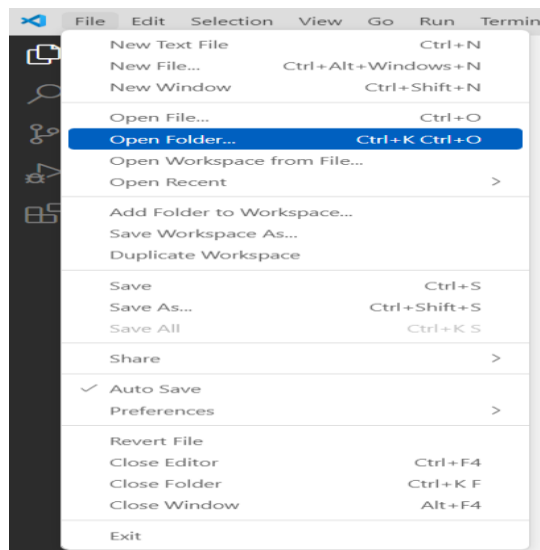 File Edit Selection View Go Run Termin
New Text File Ctrl+N
New File... Ctrl+Alt+Windows+N
New Window Ctrl+Shift+N
Open File... Ctrl+O
Open Folder... Ctrl+K Ctrl+O
Open Workspace from File...
Open Recent >
Add Folder to Workspace...
Save Workspace As...
Duplicate Workspace
Save Ctrl+S
Save As... Ctrl+Shift+S
Save All Ctrl+K S
Share >
Auto Save
Preferences >
Revert File
Close Editor Ctrl+F4
Close Folder Ctrl+K F
Close Window Alt+F4
Exit